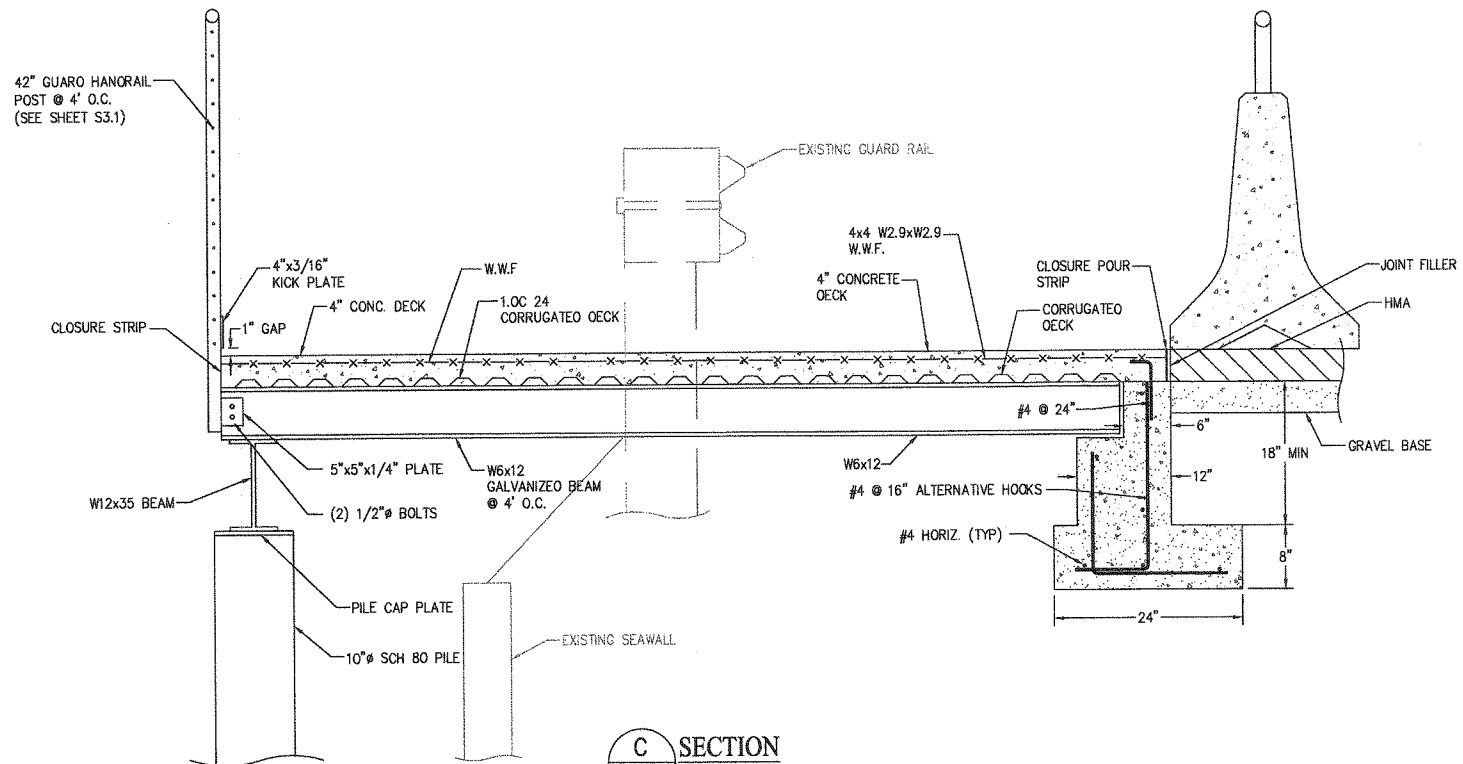 42" GUARO HANORAIL
POST @ 4' O.C.
(SEE SHEET S3.1)
EXISTING GUARD RAIL
4"x3/16"
KICK PLATE
W.W.F
4x4 W2.9xW2.9
W.W.F.
CLOSURE POUR
STRIP
JOINT FILLER
4" CONC. DECK
1.OC 24
CORRUGATEO OECK
4" CONCRETE
OECK
CORRUGATEO
OECK
HMA
CLOSURE STRIP
1" GAP
#4 @ 24"
6"
18" MIN
GRAVEL BASE
5"x5"x1/4" PLATE
W6x12
GALVANIZEO BEAM
@ 4' O.C.
W6x12
12"
W12x35 BEAM
(2) 1/2"ø BOLTS
#4 @ 16" ALTERNATIVE HOOKS
#4 HORIZ. (TYP)
8"
PILE CAP PLATE
24"
EXISTING SEAWALL
10"ø SCH 80 PILE
C SECTION